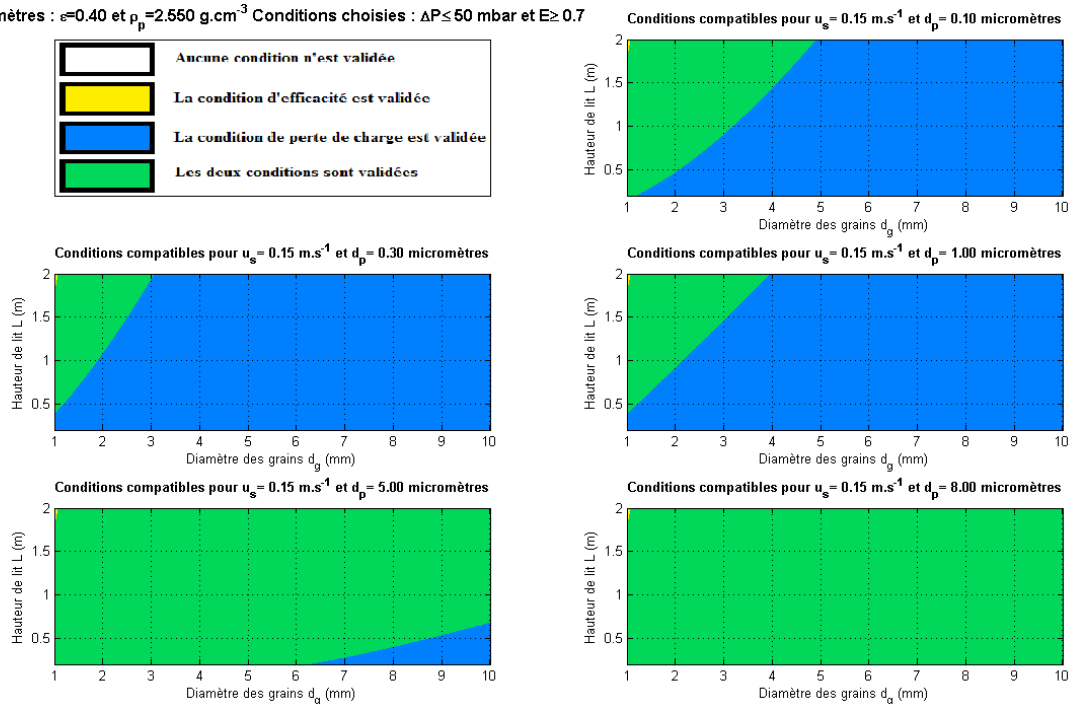 mètres : ε=0.40 et ρp=2.550 g.cm-3 Conditions choisies : ΔP≤ 50 mbar et E≥ 0.7
Aucune condition n'est validée
La condition d'efficacité est validée
La condition de perte de charge est validée
Les deux conditions sont validées
Conditions compatibles pour us= 0.15 m.s-1 et dp= 0.10 micromètres
Hauteur de lit L (m)
2
1.5
1
0.5
1 2 3 4 5 6 7 8 9 10
Diamètre des grains dg (mm)
Conditions compatibles pour us= 0.15 m.s-1 et dp= 0.30 micromètres
Hauteur de lit L (m)
2
1.5
1
0.5
1 2 3 4 5 6 7 8 9 10
Diamètre des grains dg (mm)
Conditions compatibles pour us= 0.15 m.s-1 et dp= 1.00 micromètres
Hauteur de lit L (m)
2
1.5
1
0.5
1 2 3 4 5 6 7 8 9 10
Diamètre des grains dg (mm)
Conditions compatibles pour us= 0.15 m.s-1 et dp= 5.00 micromètres
Hauteur de lit L (m)
2
1.5
1
0.5
1 2 3 4 5 6 7 8 9 10
Diamètre des grains dg (mm)
Conditions compatibles pour us= 0.15 m.s-1 et dp= 8.00 micromètres
Hauteur de lit L (m)
2
1.5
1
0.5
1 2 3 4 5 6 7 8 9 10
Diamètre des grains dg (mm)